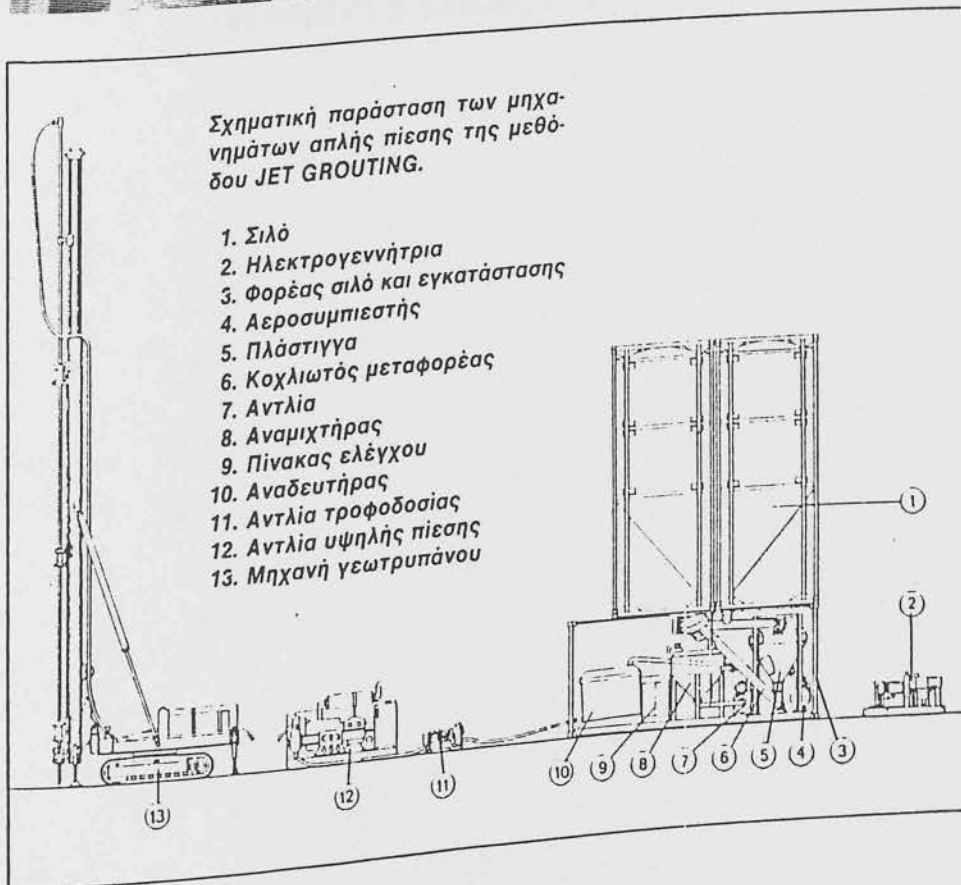 Σχηματική παράσταση των μηχα-
νημάτων απλής πίεσης της μεθό-
δου JET GROUTING.
1. Σιλό
2. Ηλεκτρογεννήτρια
3. Φορέας σιλό και εγκατάστασης
4. Αεροσυμπιεστής
5. Πλάστιγγα
6. Κοχλιωτός μεταφορέας
7. Αντλία
8. Αναμιχτήρας
9. Πίνακας ελέγχου
10. Αναδευτήρας
11. Αντλία τροφοδοσίας
12. Αντλία υψηλής πίεσης
13. Μηχανή γεωτρυπάνου
1
2
13
12
11
10 9 8 7 6 5 4 3